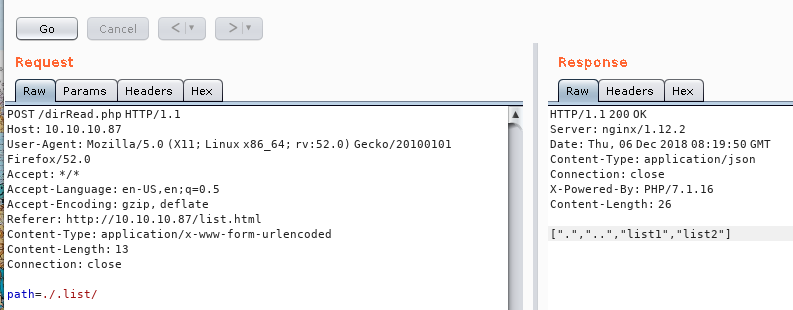 Go Cancel < >
Request
Raw Params Headers Hex
POST /dirRead.php HTTP/1.1
Host: 10.10.10.87
User-Agent: Mozilla/5.0 (X11; Linux x86_64; rv:52.0) Gecko/20100101
Firefox/52.0
Accept: */*
Accept-Language: en-US,en;q=0.5
Accept-Encoding: gzip, deflate
Referer: http://10.10.10.87/list.html
Content-Type: application/x-www-form-urlencoded
Content-Length: 13
Connection: close
path=./.list/
Response
Raw Headers Hex
HTTP/1.1 200 OK
Server: nginx/1.12.2
Date: Thu, 06 Dec 2018 08:19:50 GMT
Content-Type: application/json
Connection: close
X-Powered-By: PHP/7.1.16
Content-Length: 26
[".","..","list1","list2"]